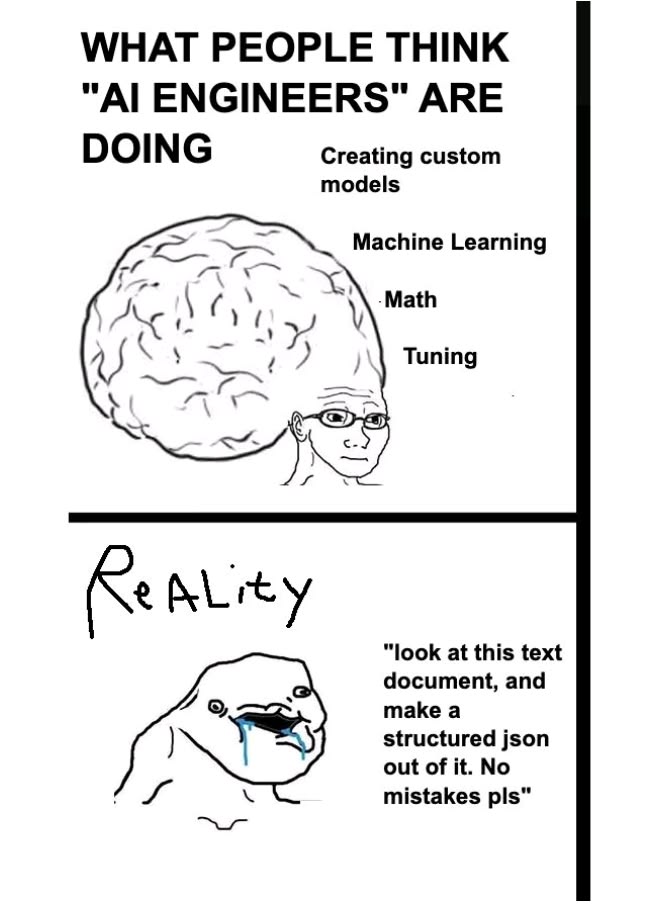 WHAT PEOPLE THINK
"AI ENGINEERS" ARE
DOING
Creating custom
models
Machine Learning
Math
Tuning
ReALity
"look at this text
document, and
make a
structured json
out of it. No
mistakes pls"